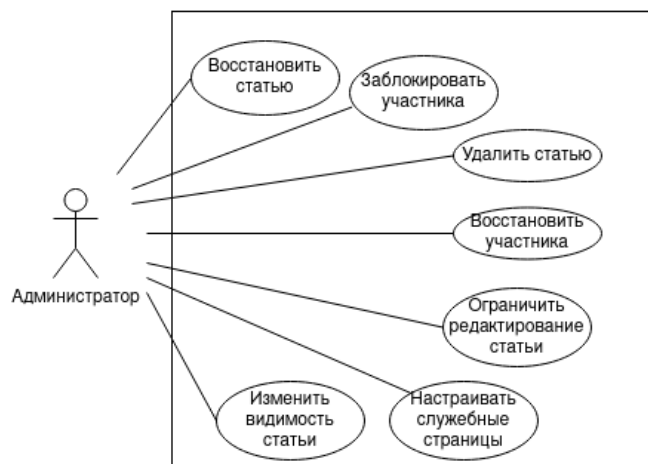 Восстановить
статью
Заблокировать
участника
Удалить статью
Восстановить
участника
Администратор
Ограничить
редактирование
статьи
Изменить
видимость
статьи
Настраивать
служебные
страницы